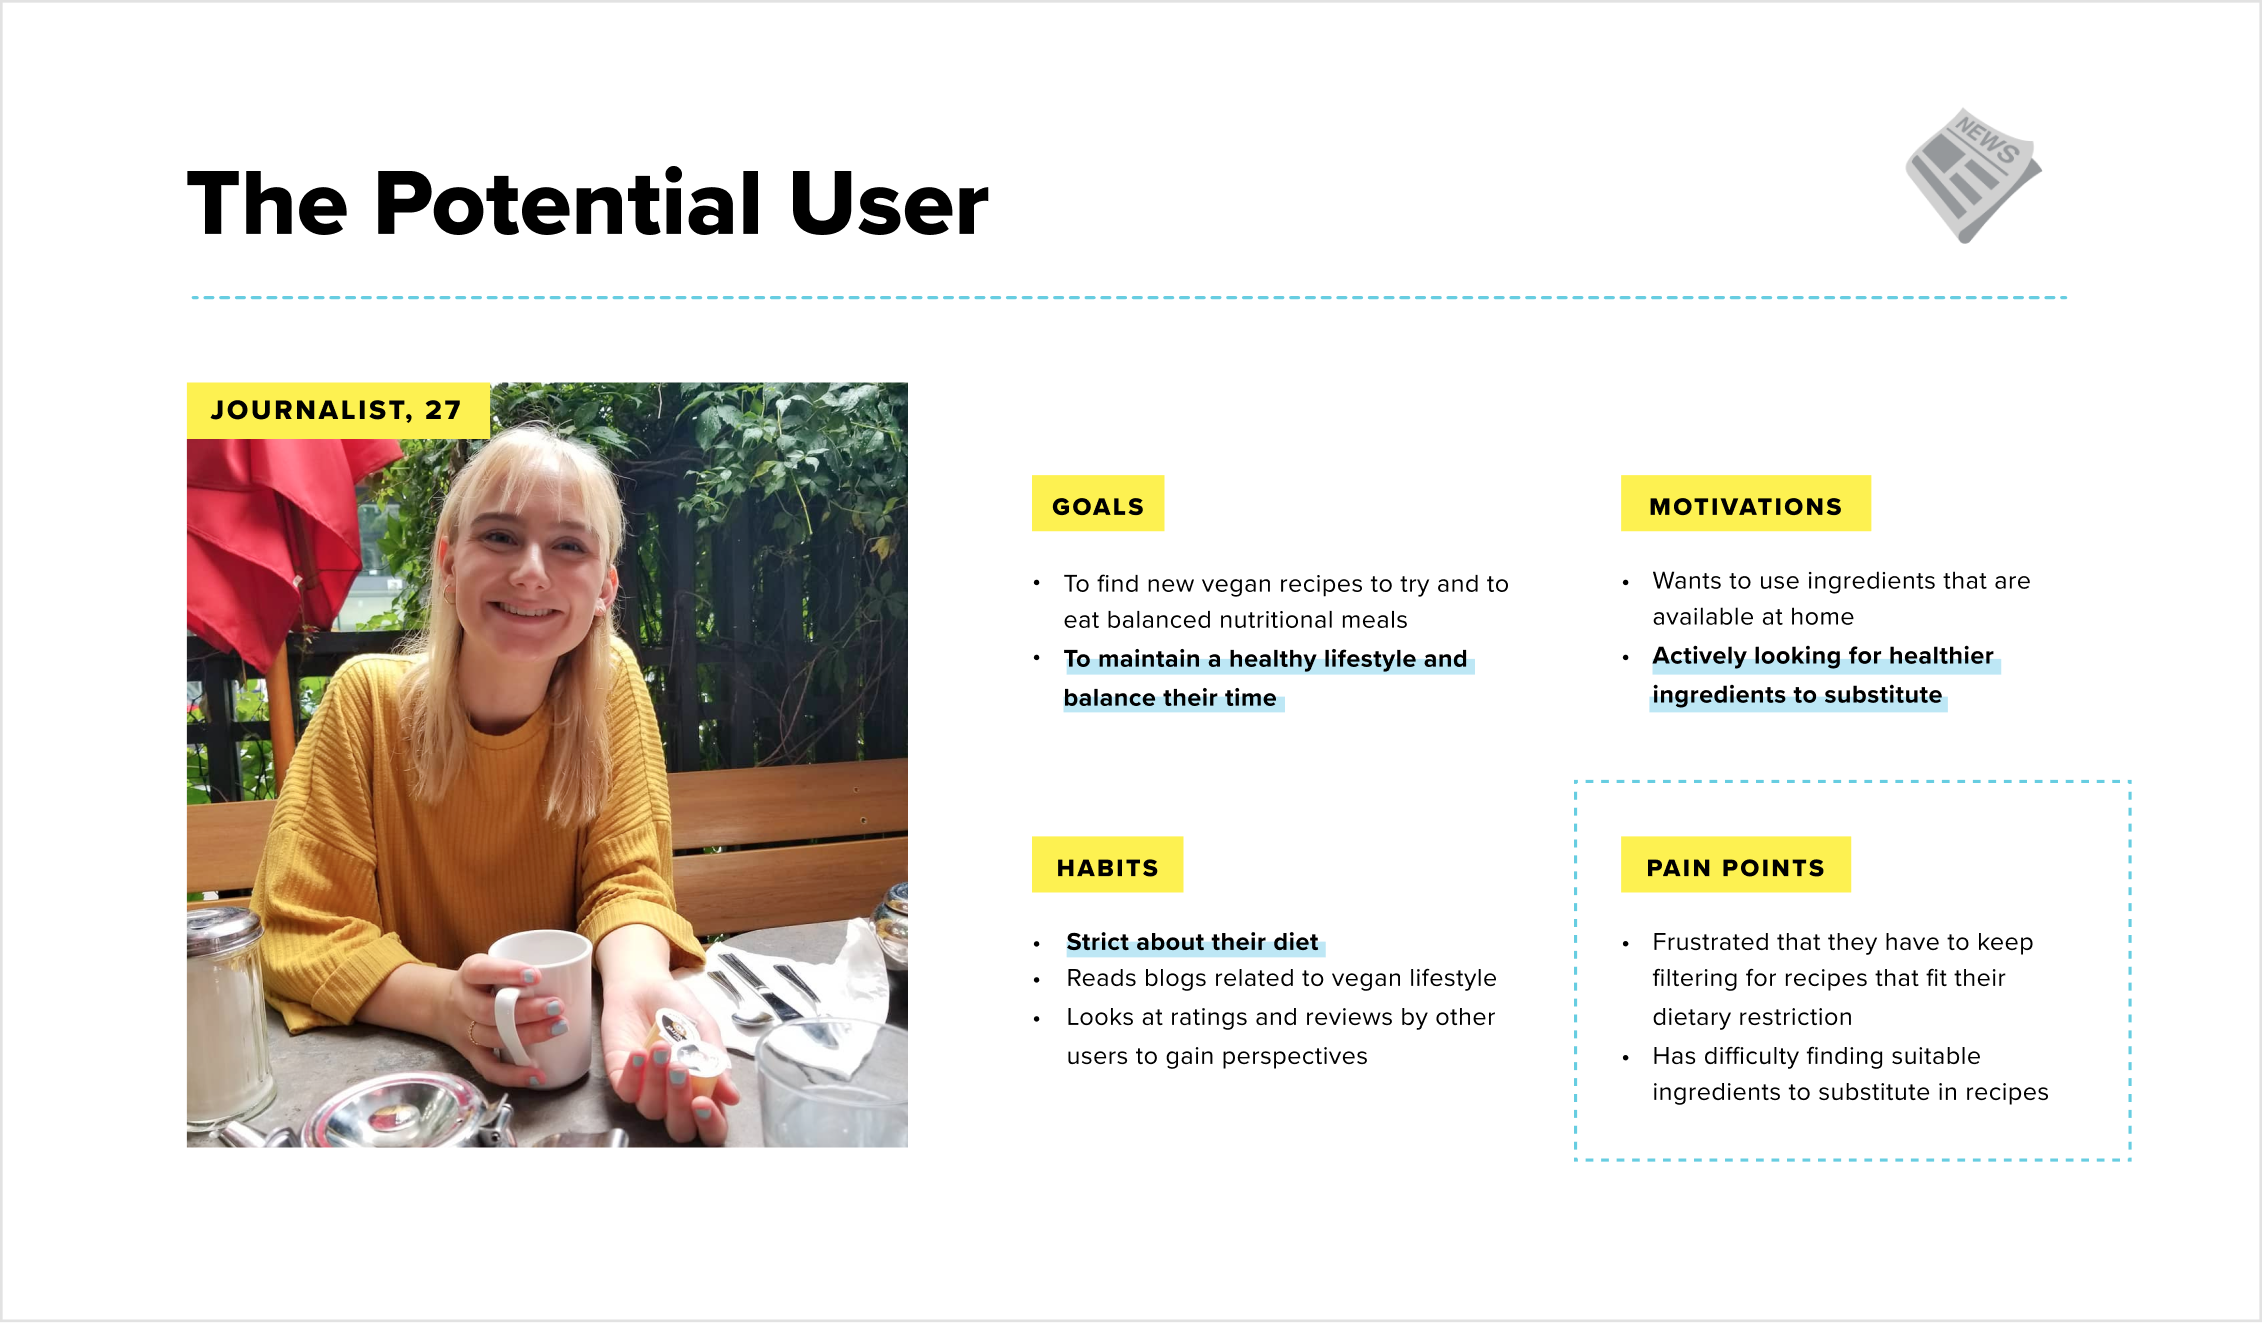 The Potential User
NEWS
JOURNALIST, 27
GOALS
• To find new vegan recipes to try and to
eat balanced nutritional meals
• To maintain a healthy lifestyle and
balance their time
MOTIVATIONS
• Wants to use ingredients that are
available at home
• Actively looking for healthier
ingredients to substitute
HABITS
• Strict about their diet
• Reads blogs related to vegan lifestyle
• Looks at ratings and reviews by other
users to gain perspectives
PAIN POINTS
• Frustrated that they have to keep
filtering for recipes that fit their
dietary restriction
• Has difficulty finding suitable
ingredients to substitute in recipes